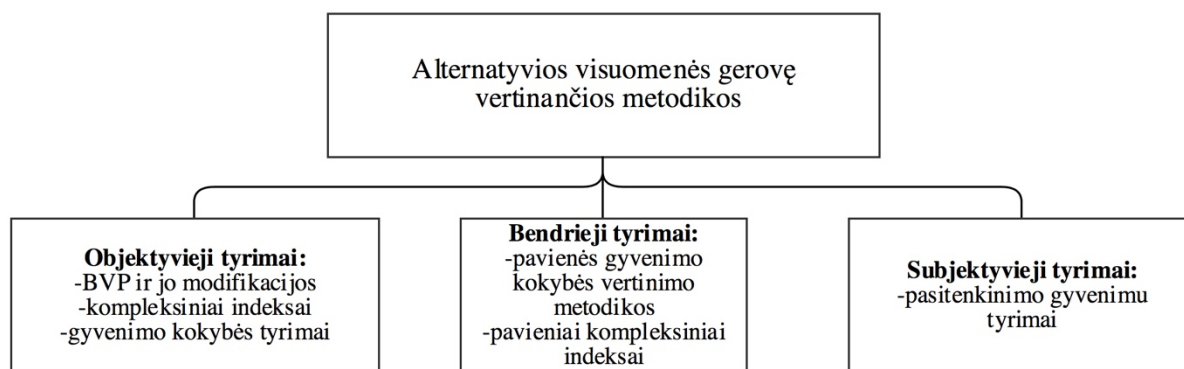 Alternatyvios visuomenės gerovę
vertinančios metodikos
Objektyvieji tyrimai:
-BVP ir jo modifikacijos
-kompleksiniai indeksai
-gyvenimo kokybės tyrimai
Bendrieji tyrimai:
-pavienės gyvenimo
kokybės vertinimo
metodikos
-pavieniai kompleksiniai
indeksai
Subjektyvieji tyrimai:
-pasitenkinimo gyvenimu
tyrimai